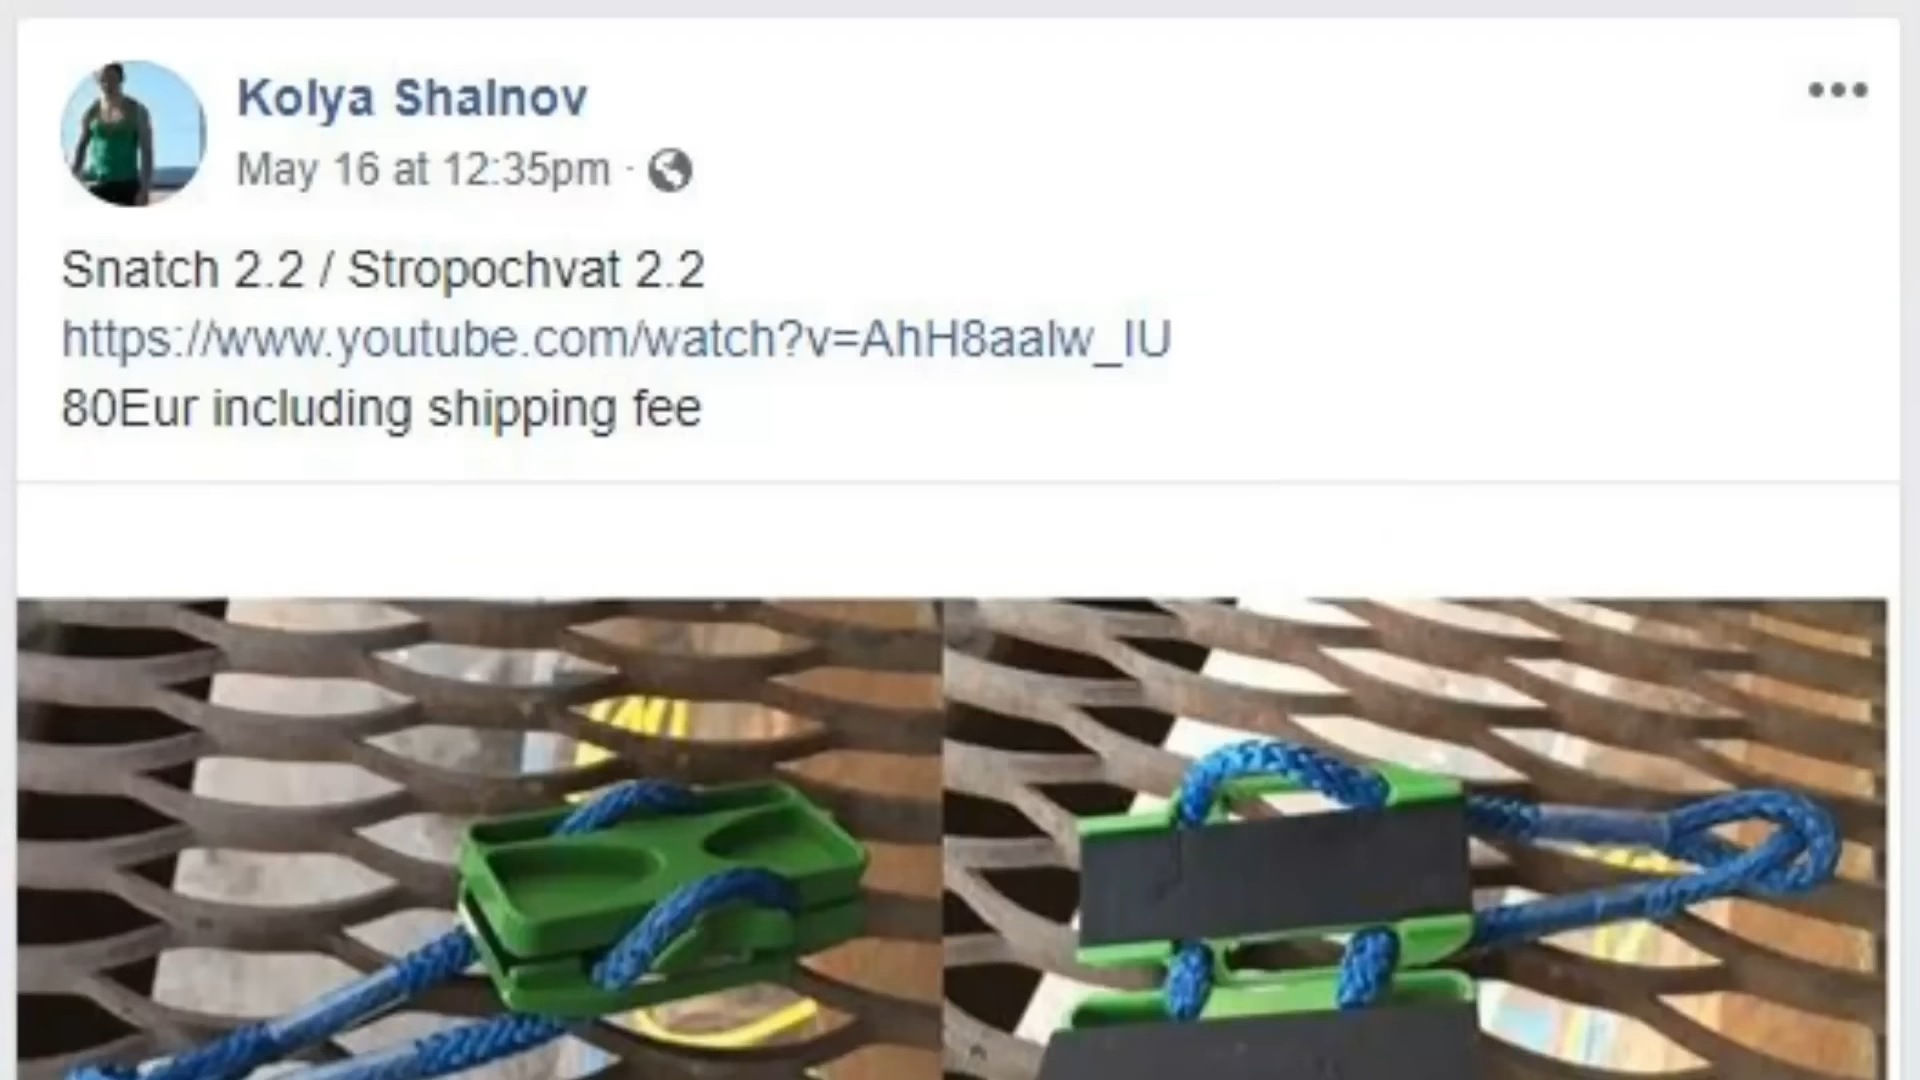 Kolya Shalnov
May 16 at 12:35pm ·
Snatch 2.2 / Stropochvat 2.2
https://www.youtube.com/watch?v=AhH8aalw_IU
80Eur including shipping fee